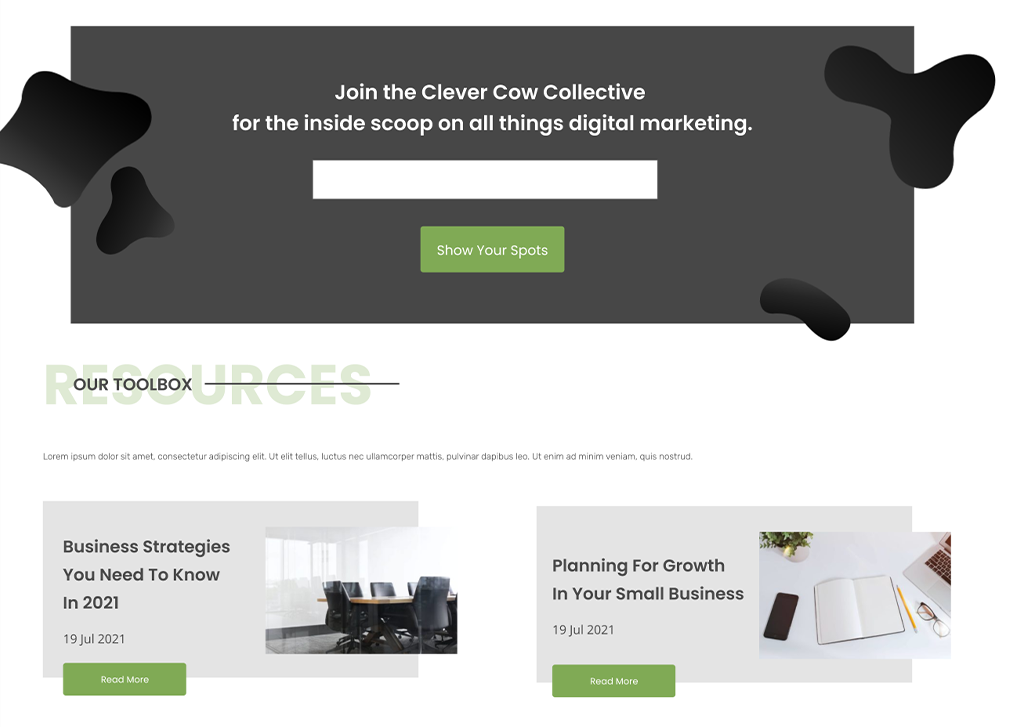 Join the Clever Cow Collective
for the inside scoop on all things digital marketing.
Show Your Spots
RESOURCES
OUR TOOLBOX
Lorem ipsum dolor sit amet, consectetur adipiscing elit. Ut elit tellus, luctus nec ullamcorper mattis, pulvinar dapibus leo. Ut enim ad minim veniam, quis nostrud.
Business Strategies
You Need To Know
In 2021
19 Jul 2021
Read More
Planning For Growth
In Your Small Business
19 Jul 2021
Read More